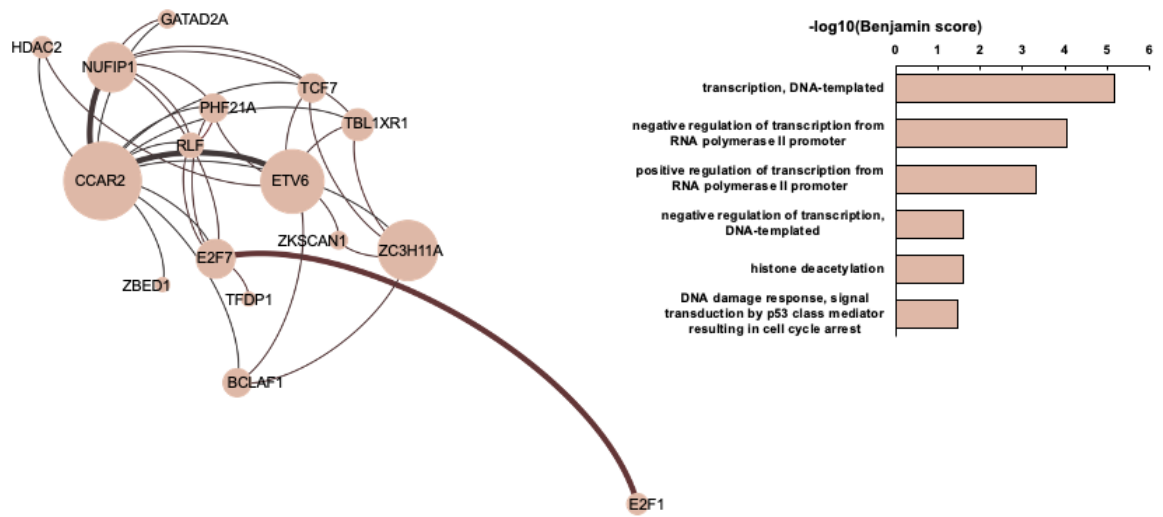 GATAD2A
HDAC2
NUFIP1
TCF7
PHF21A
TBL1XR1
RLF
CCAR2
ETV6
ZKSCAN1
ZC3H11A
E2F7
ZBED1
TFDP1
BCLAF1
E2F1
-log10(Benjamin score)
0 1 2 3 4 5 6
transcription, DNA-templated
negative regulation of transcription from
RNA polymerase II promoter
positive regulation of transcription from
RNA polymerase II promoter
negative regulation of transcription,
DNA-templated
histone deacetylation
DNA damage response, signal
transduction by p53 class mediator
resulting in cell cycle arrest